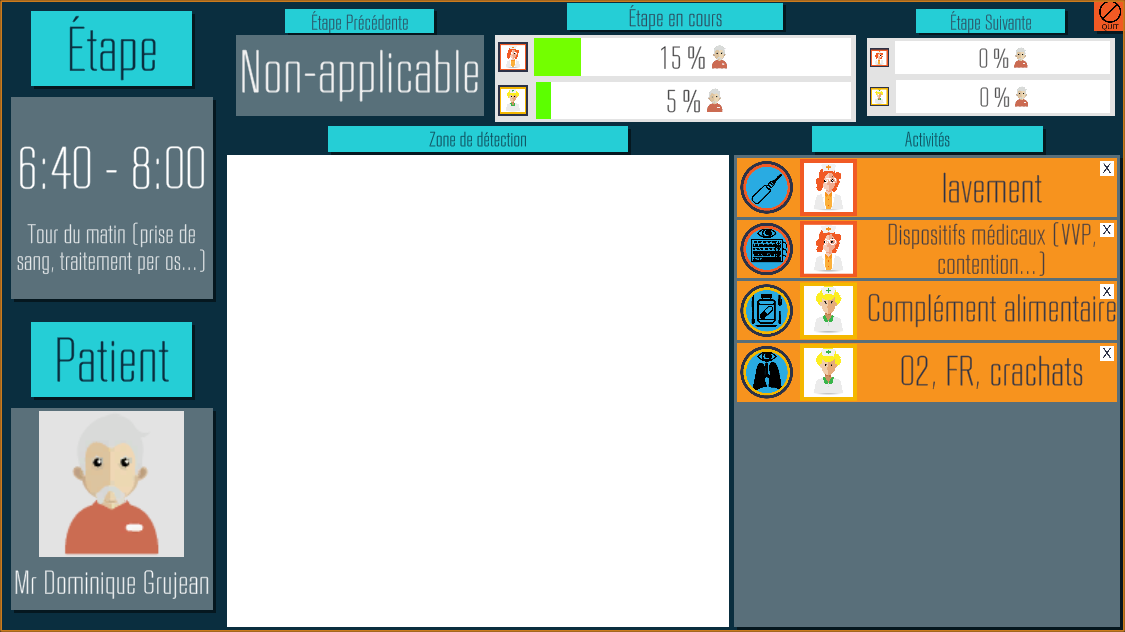 Étape
Étape Précédente
Étape en cours
Étape Suivante
QUIT
Non-applicable
15 %
5 %
0 %
0 %
6:40 - 8:00
Tour du matin (prise de
sang, traitement per os...)
Zone de détection
Activités
lavement
X
Dispositifs médicaux (VVP,
contention...)
X
Complément alimentaire
X
O2, FR, crachats
X
Patient
Mr Dominique Grujean